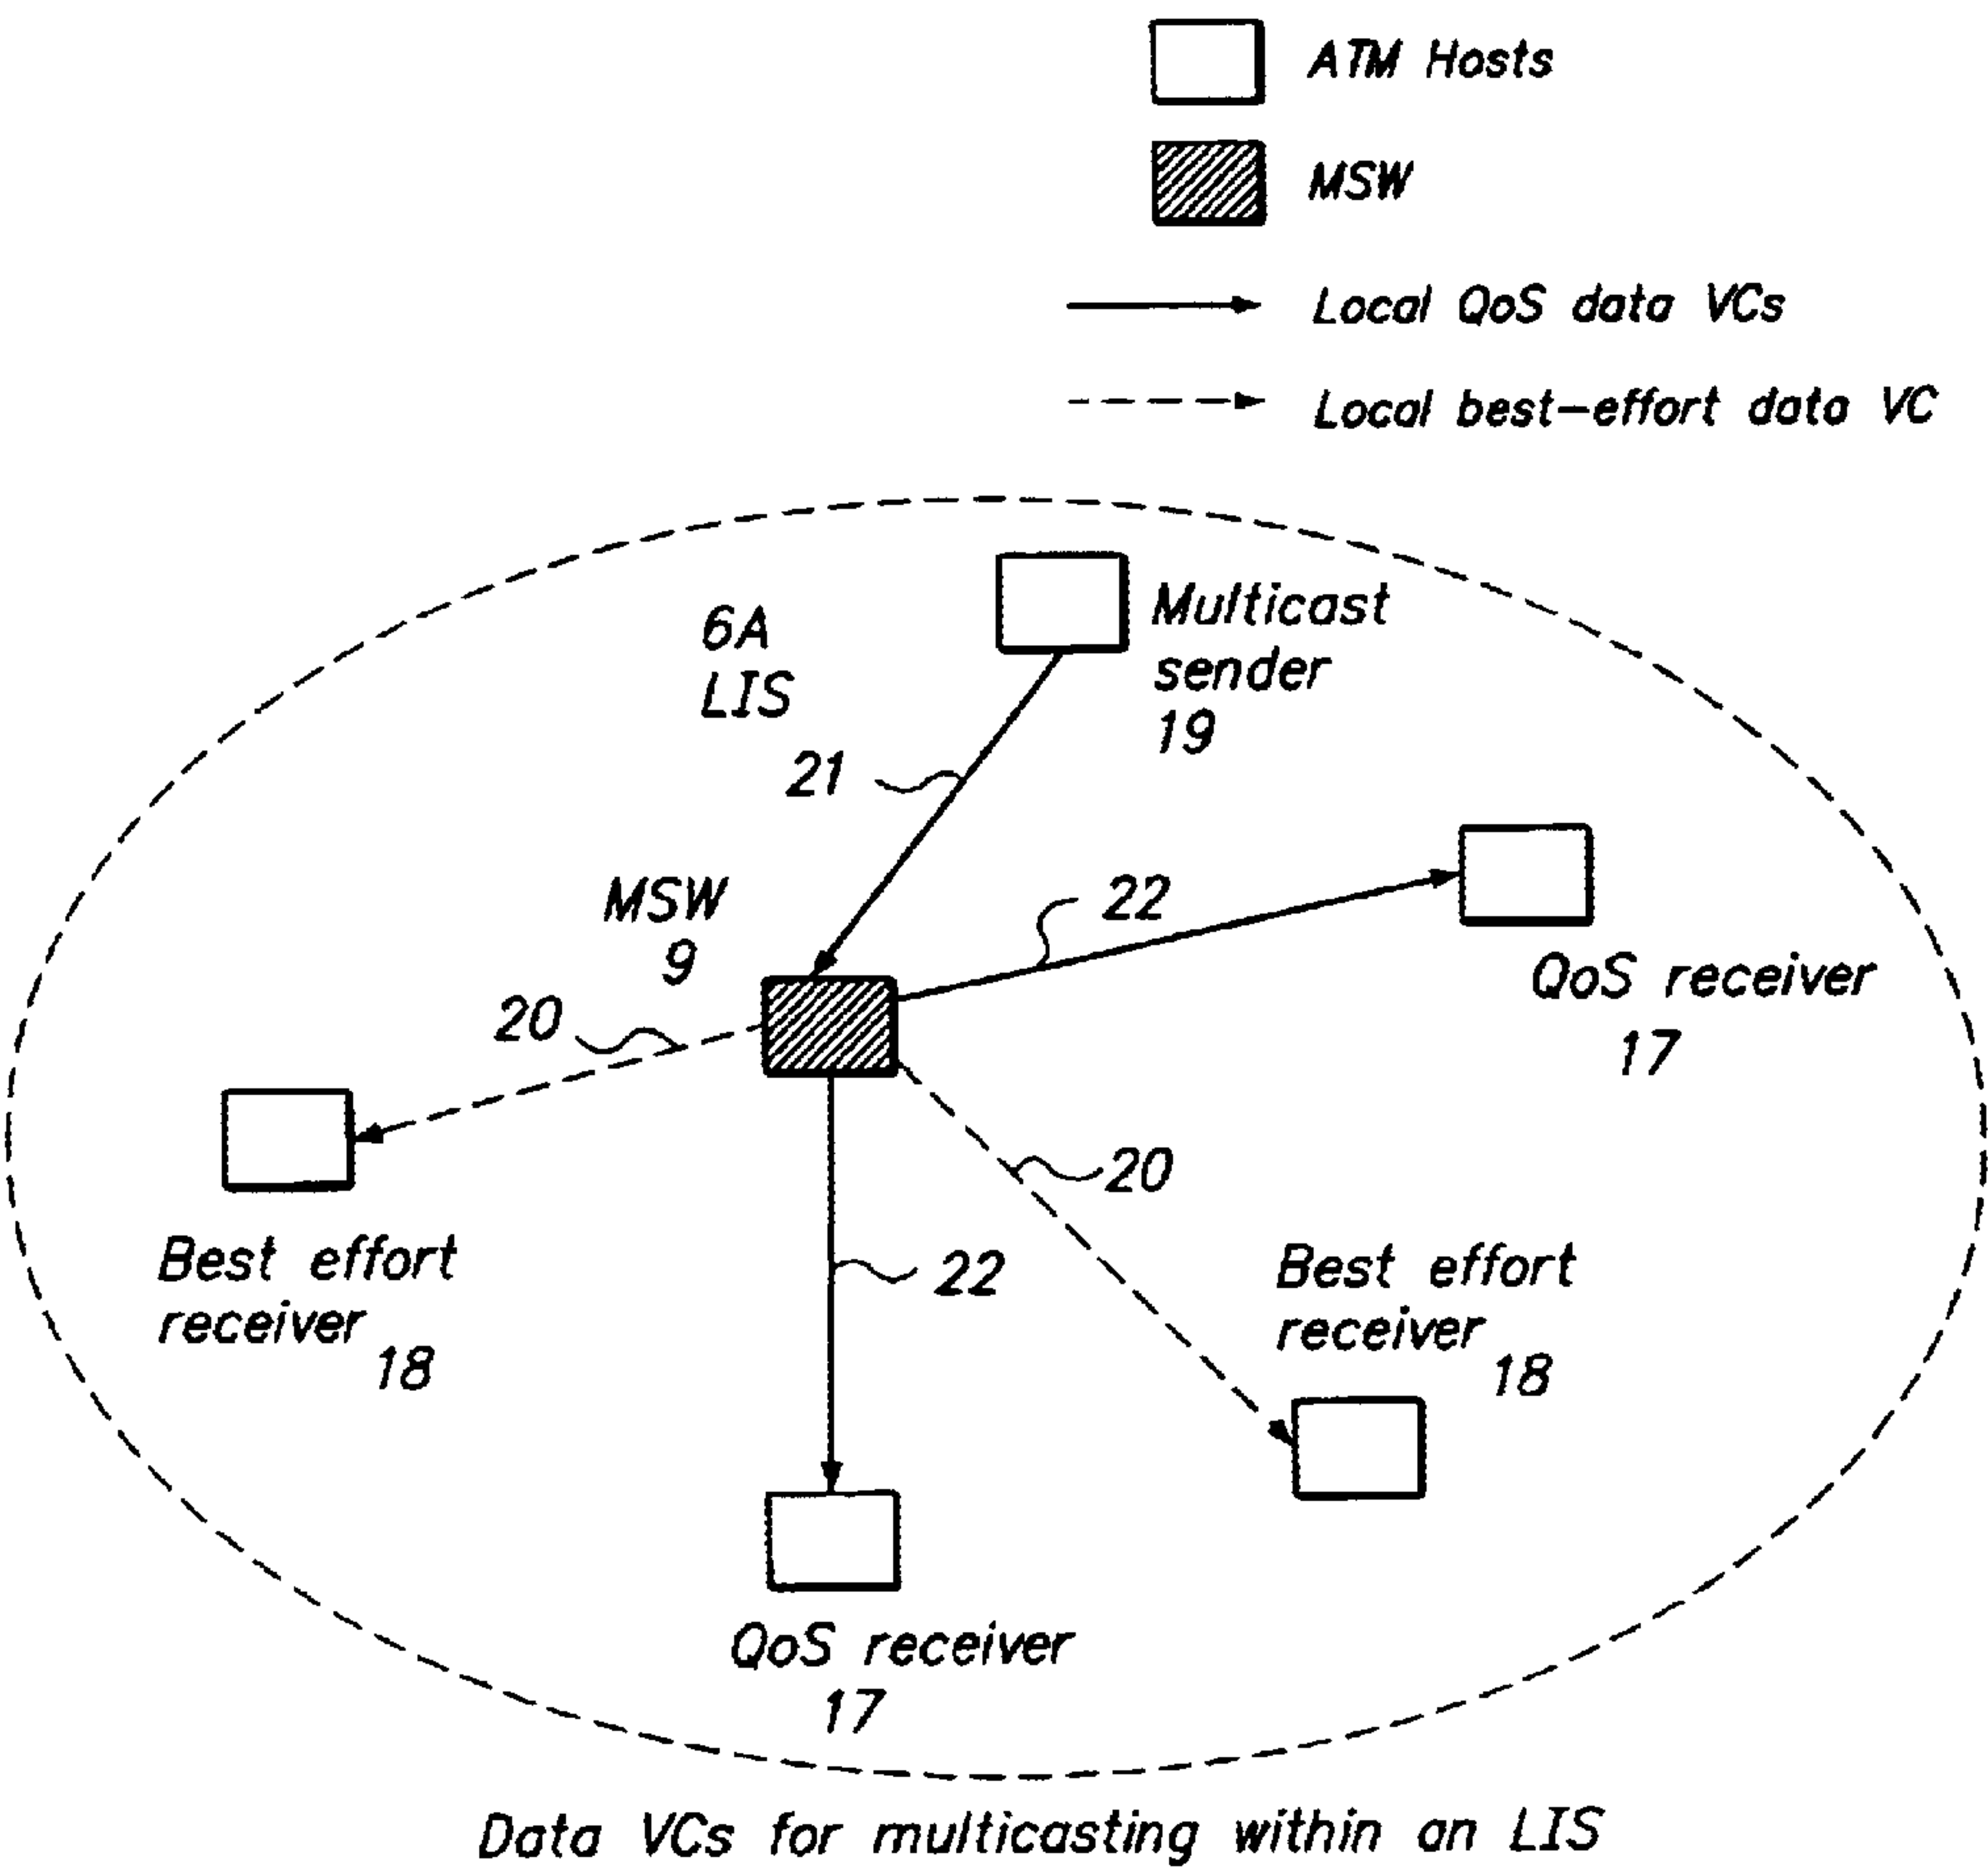 ATM Hosts
MSW
Local QoS data VCs
Local best-effort data VC
6A
LIS
Multicast
sender
19
21
MSW
9
22
QoS receiver
17
20
20
Best effort
receiver
18
22
Best effort
receiver
18
QoS receiver
17
Data VCs for multicasting within an LIS